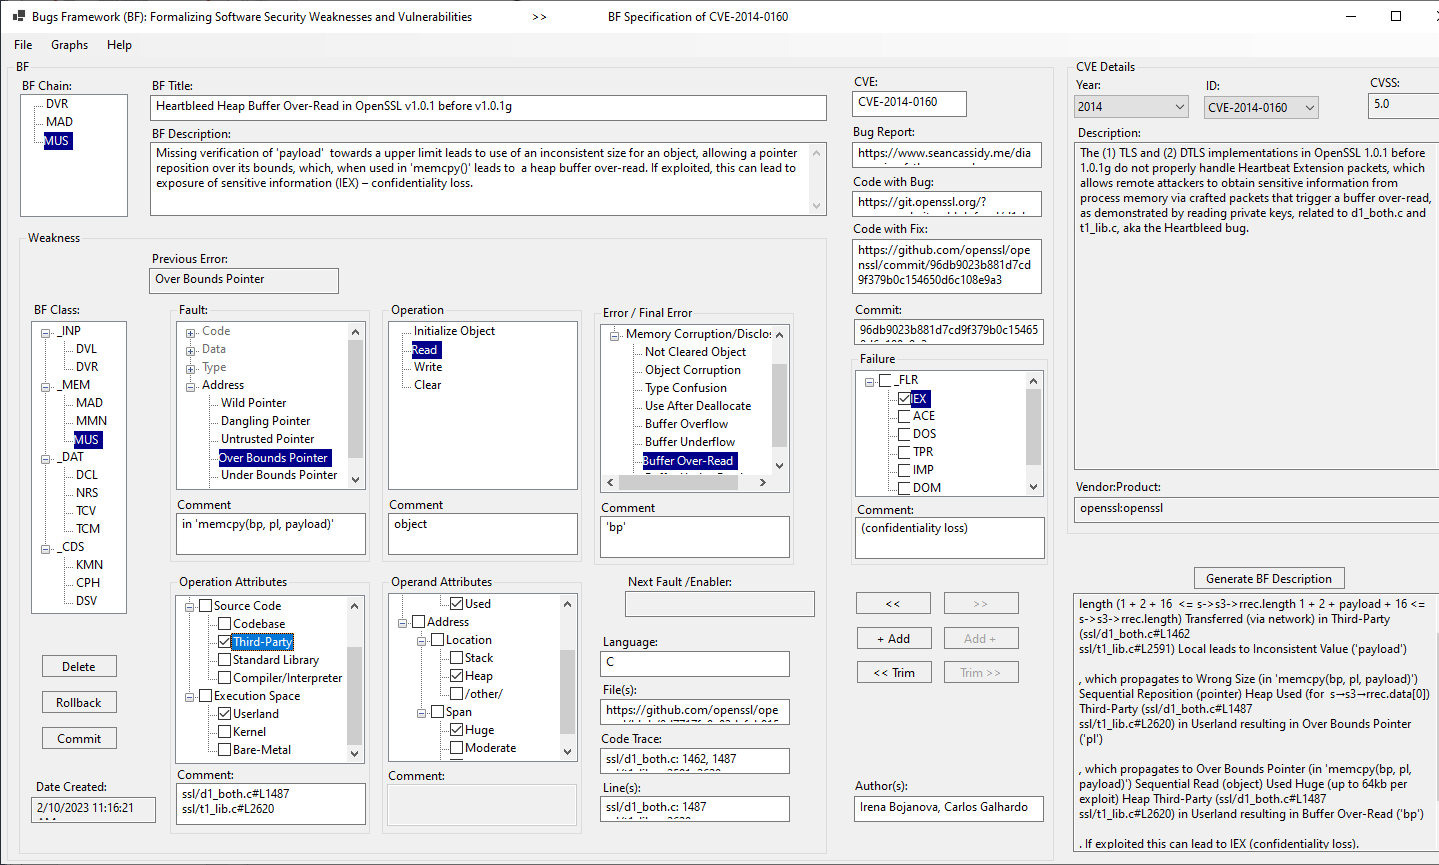 Bugs Framework (BF): Formalizing Software Security Weaknesses and Vulnerabilities >> BF Specification of CVE-2014-0160
File Graphs Help
BF
BF Chain:
DVR
MAD
MUS
BF Title:
Heartbleed Heap Buffer Over-Read in OpenSSL v1.0.1 before v1.0.1g
BF Description:
Missing verification of 'payload' towards a upper limit leads to use of an inconsistent size for an object, allowing a pointer
reposition over its bounds, which, when used in 'memcpy()' leads to a heap buffer over-read. If exploited, this can lead to
exposure of sensitive information (IEX) – confidentiality loss.
Weakness
Previous Error:
Over Bounds Pointer
BF Class:
_INP
DVL
DVR
_MEM
MAD
MMN
MUS
_DAT
DCL
NRS
TCV
TCM
_CDS
KMN
CPH
DSV
Delete
Rollback
Commit
Date Created:
2/10/2023 11:16:21
Fault:
Code
Data
Type
Address
Wild Pointer
Dangling Pointer
Untrusted Pointer
Over Bounds Pointer
Under Bounds Pointer
Comment
in 'memcpy(bp, pl, payload)'
Operation
Initialize Object
Read
Write
Clear
Comment
object
Error / Final Error
Memory Corruption/Disclos
Not Cleared Object
Object Corruption
Type Confusion
Use After Deallocate
Buffer Overflow
Buffer Underflow
Buffer Over-Read
Comment
'bp'
Operation Attributes
Source Code
Codebase
Third-Party
Standard Library
Compiler/Interpreter
Execution Space
Userland
Kernel
Bare-Metal
Comment:
ssl/d1_both.c#L1487
ssl/t1_lib.c#L2620
Operand Attributes
Used
Address
Location
Stack
Heap
/other/
Span
Huge
Moderate
Comment:
Next Fault /Enabler:
Language:
C
File(s):
https://github.com/openssl/ope
Code Trace:
ssl/d1_both.c: 1462, 1487
Line(s):
ssl/d1_both.c: 1487
CVE:
CVE-2014-0160
Bug Report:
https://www.seancassidy.me/dia
Code with Bug:
https://git.openssl.org/?
Code with Fix:
https://github.com/openssl/ope
nssl/commit/96db9023b881d7cd
9f379b0c154650d6c108e9a3
Commit:
96db9023b881d7cd9f379b0c15465
Failure
_FLR
IEX
ACE
DOS
TPR
IMP
DOM
Comment:
(confidentiality loss)
<< >>
+ Add Add +
<< Trim Trim >>
Author(s):
Irena Bojanova, Carlos Galhardo
CVE Details
Year:
2014
ID:
CVE-2014-0160
CVSS:
5.0
Description:
The (1) TLS and (2) DTLS implementations in OpenSSL 1.0.1 before
1.0.1g do not properly handle Heartbeat Extension packets, which
allows remote attackers to obtain sensitive information from
process memory via crafted packets that trigger a buffer over-read,
as demonstrated by reading private keys, related to d1_both.c and
t1_lib.c, aka the Heartbleed bug.
Vendor:Product:
openssl:openssl
Generate BF Description
length (1 + 2 + 16 <= s->s3->rrec.length 1 + 2 + payload + 16 <=
s->s3->rrec.length) Transferred (via network) in Third-Party
(ssl/d1_both.c#L1462
ssl/t1_lib.c#L2591) Local leads to Inconsistent Value ('payload')
, which propagates to Wrong Size (in 'memcpy(bp, pl, payload)')
Sequential Reposition (pointer) Heap Used (for s→s3→rrec.data[0])
Third-Party (ssl/d1_both.c#L1487
ssl/t1_lib.c#L2620) in Userland resulting in Over Bounds Pointer
('pl')
, which propagates to Over Bounds Pointer (in 'memcpy(bp, pl,
payload)') Sequential Read (object) Used Huge (up to 64kb per
exploit) Heap Third-Party (ssl/d1_both.c#L1487
ssl/t1_lib.c#L2620) in Userland resulting in Buffer Over-Read ('bp')
. If exploited this can lead to IEX (confidentiality loss).